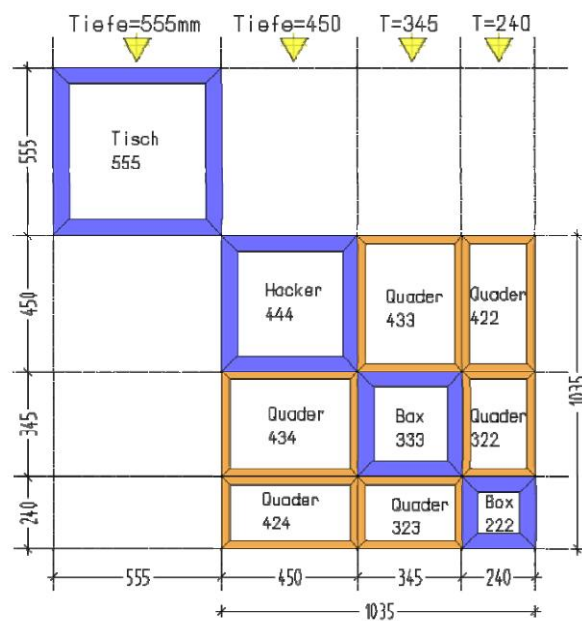 Tiefe=555mm Tiefe=450 T=345 T=240
555
Tisch
555
450
Hocker
444
Quader
433
Quader
422
345
Quader
434
Box
333
Quader
322
1035
240
Quader
424
Quader
323
Box
222
555 450 345 240
1035